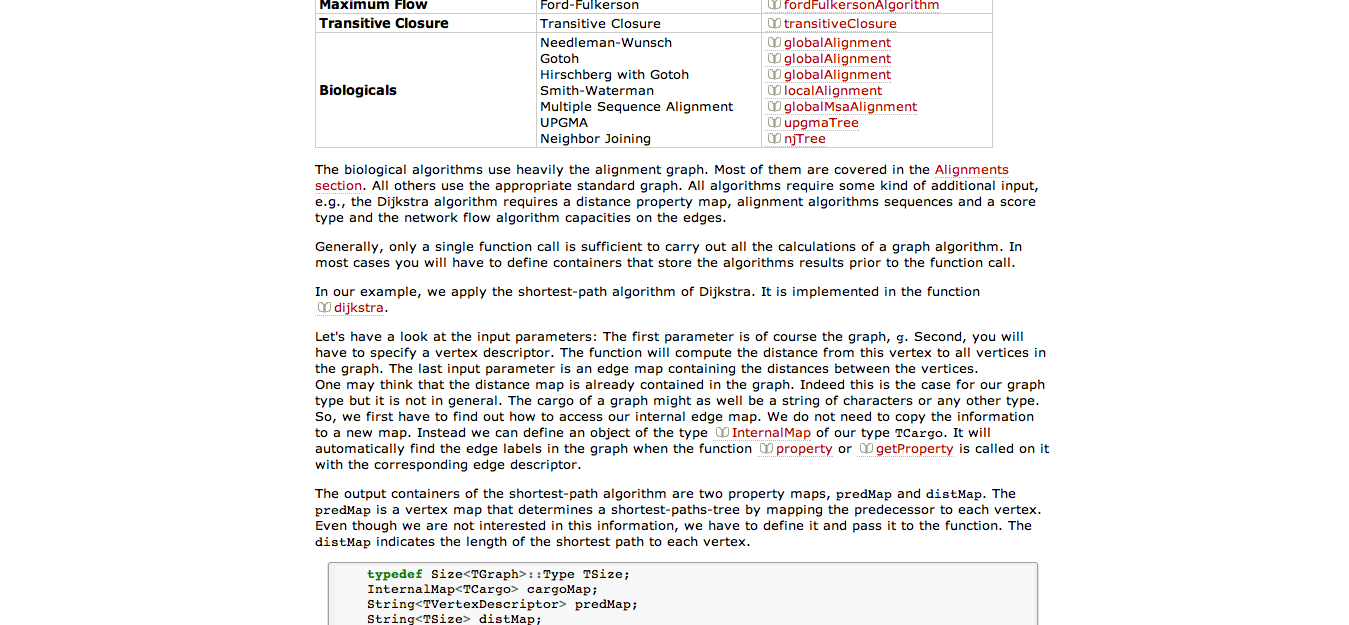 Maximum Flow Ford-Fulkerson fordFulkersonAlgorithm
Transitive Closure Transitive Closure transitiveClosure
Needleman-Wunsch globalAlignment
Gotoh globalAlignment
Hirschberg with Gotoh globalAlignment
Biologicals Smith-Waterman localAlignment
Multiple Sequence Alignment globalMsaAlignment
UPGMA upgmaTree
Neighbor Joining njTree
The biological algorithms use heavily the alignment graph. Most of them are covered in the Alignments
section. All others use the appropriate standard graph. All algorithms require some kind of additional input,
e.g., the Dijkstra algorithm requires a distance property map, alignment algorithms sequences and a score
type and the network flow algorithm capacities on the edges.
Generally, only a single function call is sufficient to carry out all the calculations of a graph algorithm. In
most cases you will have to define containers that store the algorithms results prior to the function call.
In our example, we apply the shortest-path algorithm of Dijkstra. It is implemented in the function
dijkstra.
Let's have a look at the input parameters: The first parameter is of course the graph, g. Second, you will
have to specify a vertex descriptor. The function will compute the distance from this vertex to all vertices in
the graph. The last input parameter is an edge map containing the distances between the vertices.
One may think that the distance map is already contained in the graph. Indeed this is the case for our graph
type but it is not in general. The cargo of a graph might as well be a string of characters or any other type.
So, we first have to find out how to access our internal edge map. We do not need to copy the information
to a new map. Instead we can define an object of the type InternalMap of our type TCargo. It will
automatically find the edge labels in the graph when the function property or getProperty is called on it
with the corresponding edge descriptor.
The output containers of the shortest-path algorithm are two property maps, predMap and distMap. The
predMap is a vertex map that determines a shortest-paths-tree by mapping the predecessor to each vertex.
Even though we are not interested in this information, we have to define it and pass it to the function. The
distMap indicates the length of the shortest path to each vertex.
typedef Size<TGraph>::Type TSize;
InternalMap<TCargo> cargoMap;
String<TVertexDescriptor> predMap;
String<TSize> distMap;